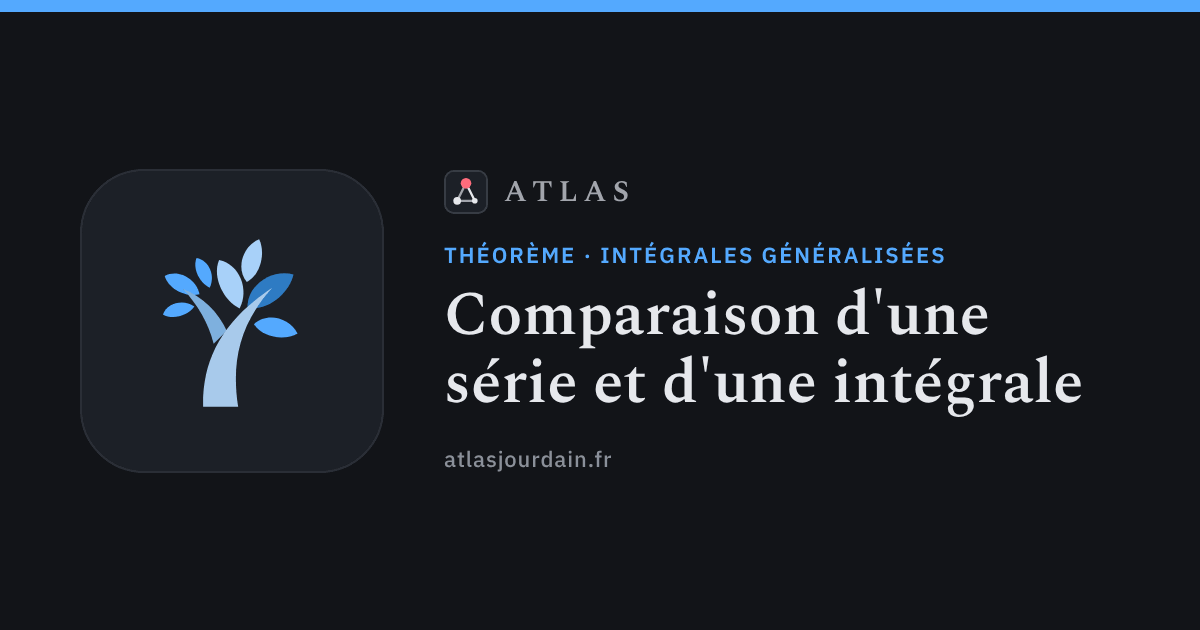 ATLAS
THÉORÈME · INTÉGRALES GÉNÉRALISÉES
Comparaison d'une
série et d'une intégrale
atlasjourdain.fr